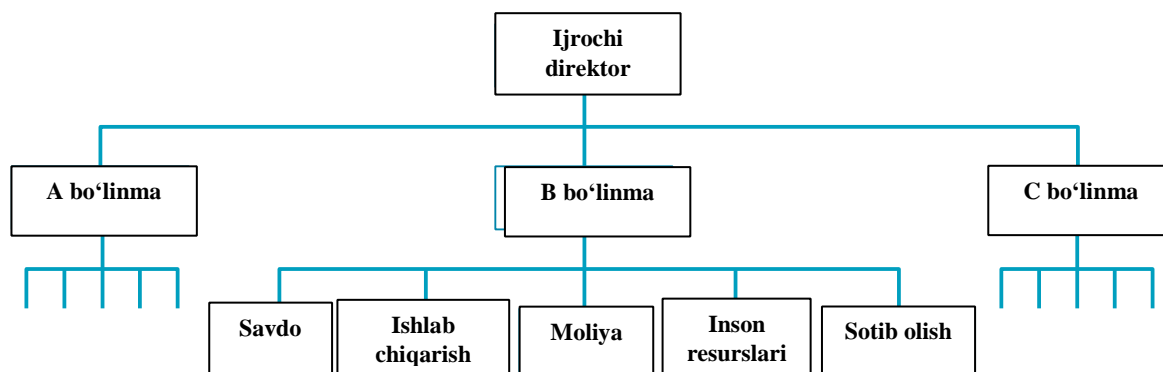 Ijrochi
direktor
A bo‘linma
B bo‘linma
C bo‘linma
Savdo
Ishlab
chiqarish
Moliya
Inson
resurslari
Sotib olish